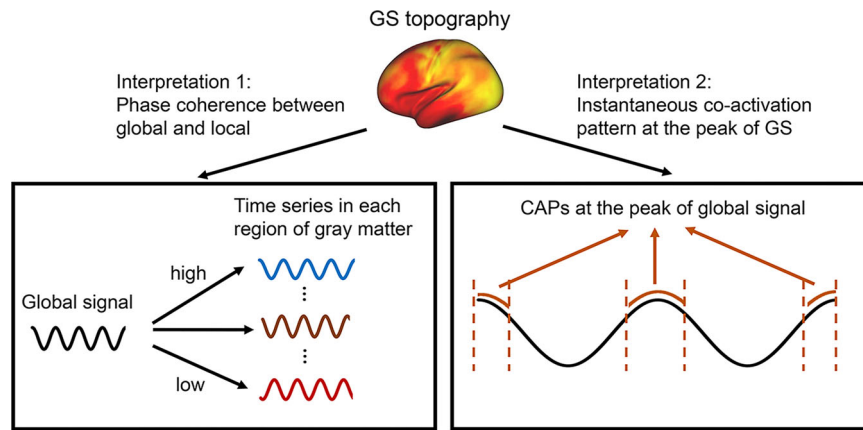 GS topography
Interpretation 1:
Phase coherence between
global and local
Interpretation 2:
Instantaneous co-activation
pattern at the peak of GS
Time series in each
region of gray matter
high
Global signal
low
CAPs at the peak of global signal